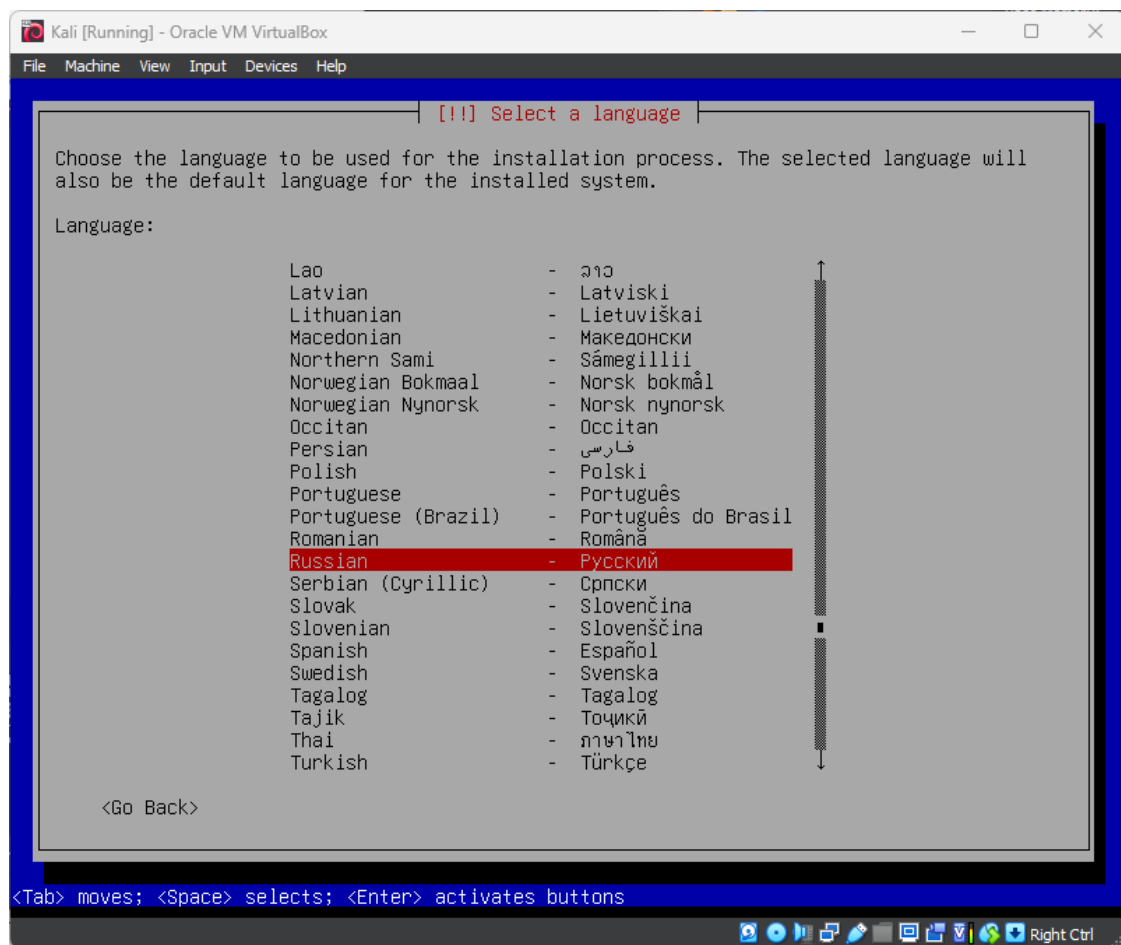 Kali [Running] - Oracle VM VirtualBox
File Machine View Input Devices Help
[!!] Select a language
Choose the language to be used for the installation process. The selected language will
also be the default language for the installed system.
Language:
Lao - ລາວ
Latvian - Latviski
Lithuanian - Lietuviškai
Macedonian - Македонски
Northern Sami - Sámegillii
Norwegian Bokmaal - Norsk bokmål
Norwegian Nynorsk - Norsk nynorsk
Occitan - Occitan
Persian - فارسی
Polish - Polski
Portuguese - Português
Portuguese (Brazil) - Português do Brasil
Romanian - Română
Russian - Русский
Serbian (Cyrillic) - Српски
Slovak - Slovenčina
Slovenian - Slovenščina
Spanish - Español
Swedish - Svenska
Tagalog - Tagalog
Tajik - Тоҷикӣ
Thai - ภาษาไทย
Turkish - Türkçe
<Go Back>
<Tab> moves; <Space> selects; <Enter> activates buttons
Right Ctrl